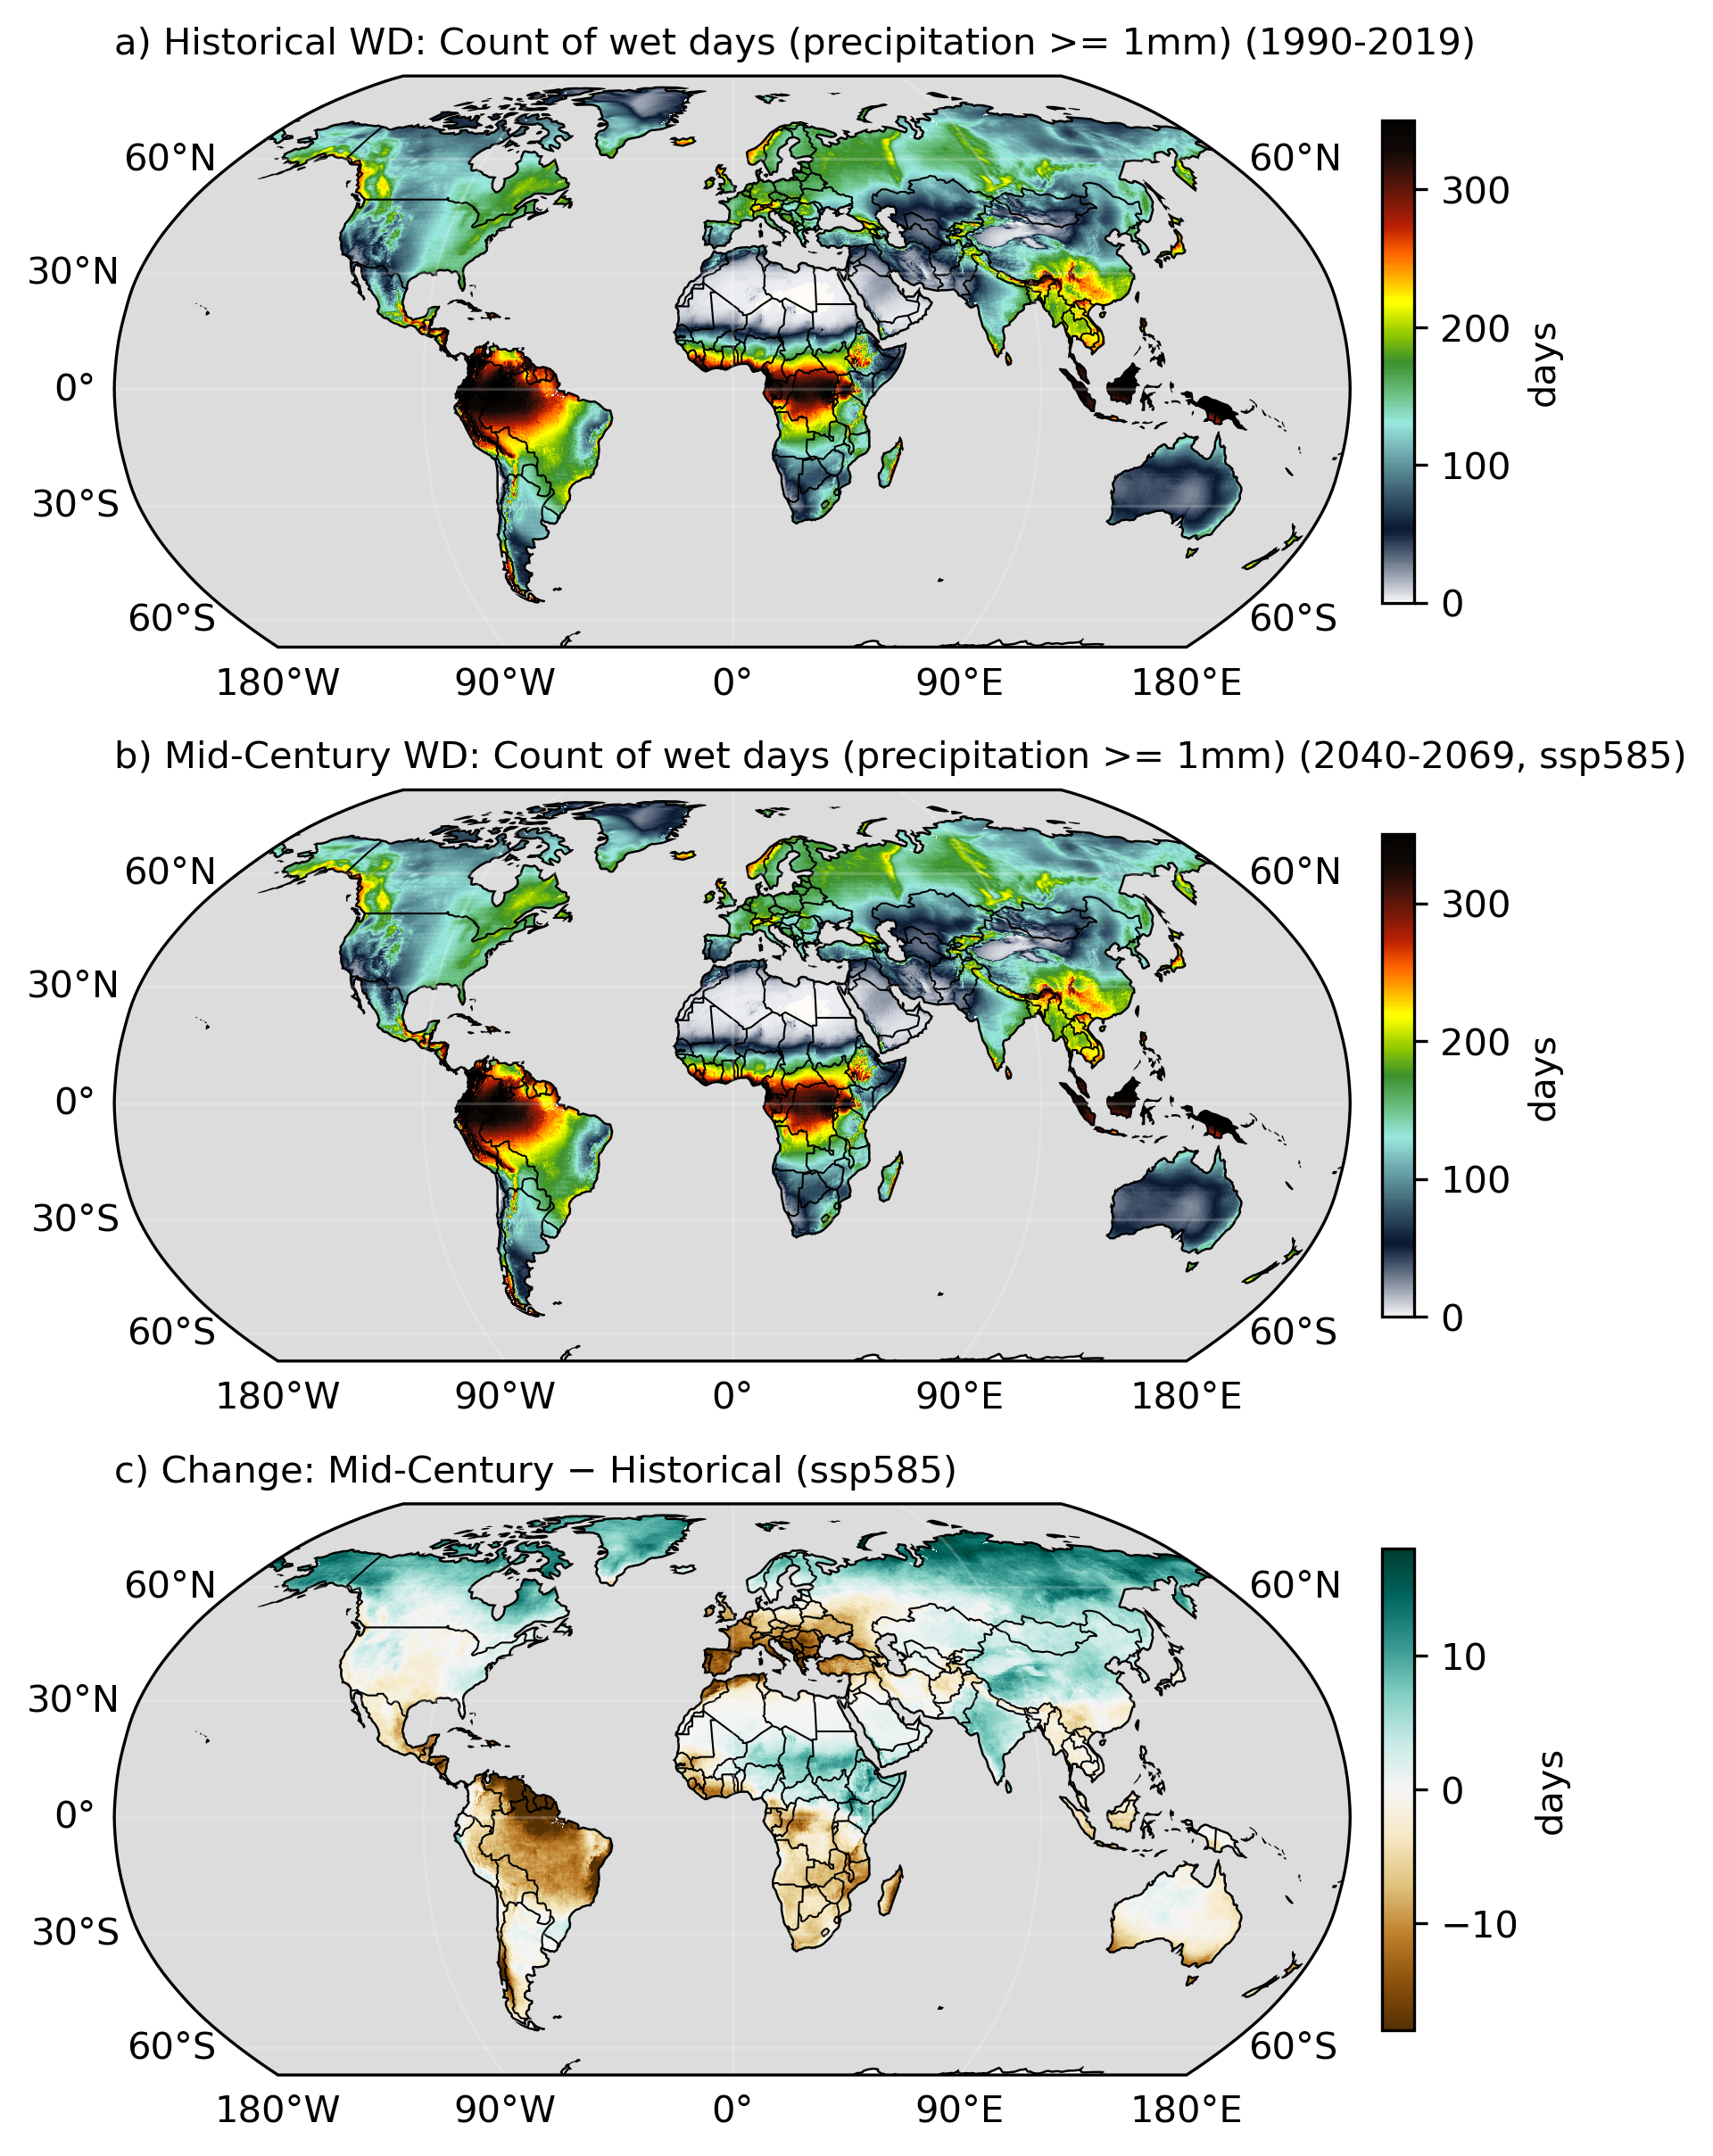 a) Historical WD: Count of wet days (precipitation >= 1mm) (1990-2019)
60°N
60°N
30°N
0°
30°S
60°S
60°S
180°W
90°W
0°
90°E
180°E
300
200
100
0
days
b) Mid-Century WD: Count of wet days (precipitation >= 1mm) (2040-2069, ssp585)
60°N
60°N
30°N
0°
30°S
60°S
60°S
180°W
90°W
0°
90°E
180°E
300
200
100
0
days
c) Change: Mid-Century − Historical (ssp585)
60°N
60°N
30°N
0°
30°S
60°S
60°S
180°W
90°W
0°
90°E
180°E
10
0
−10
days